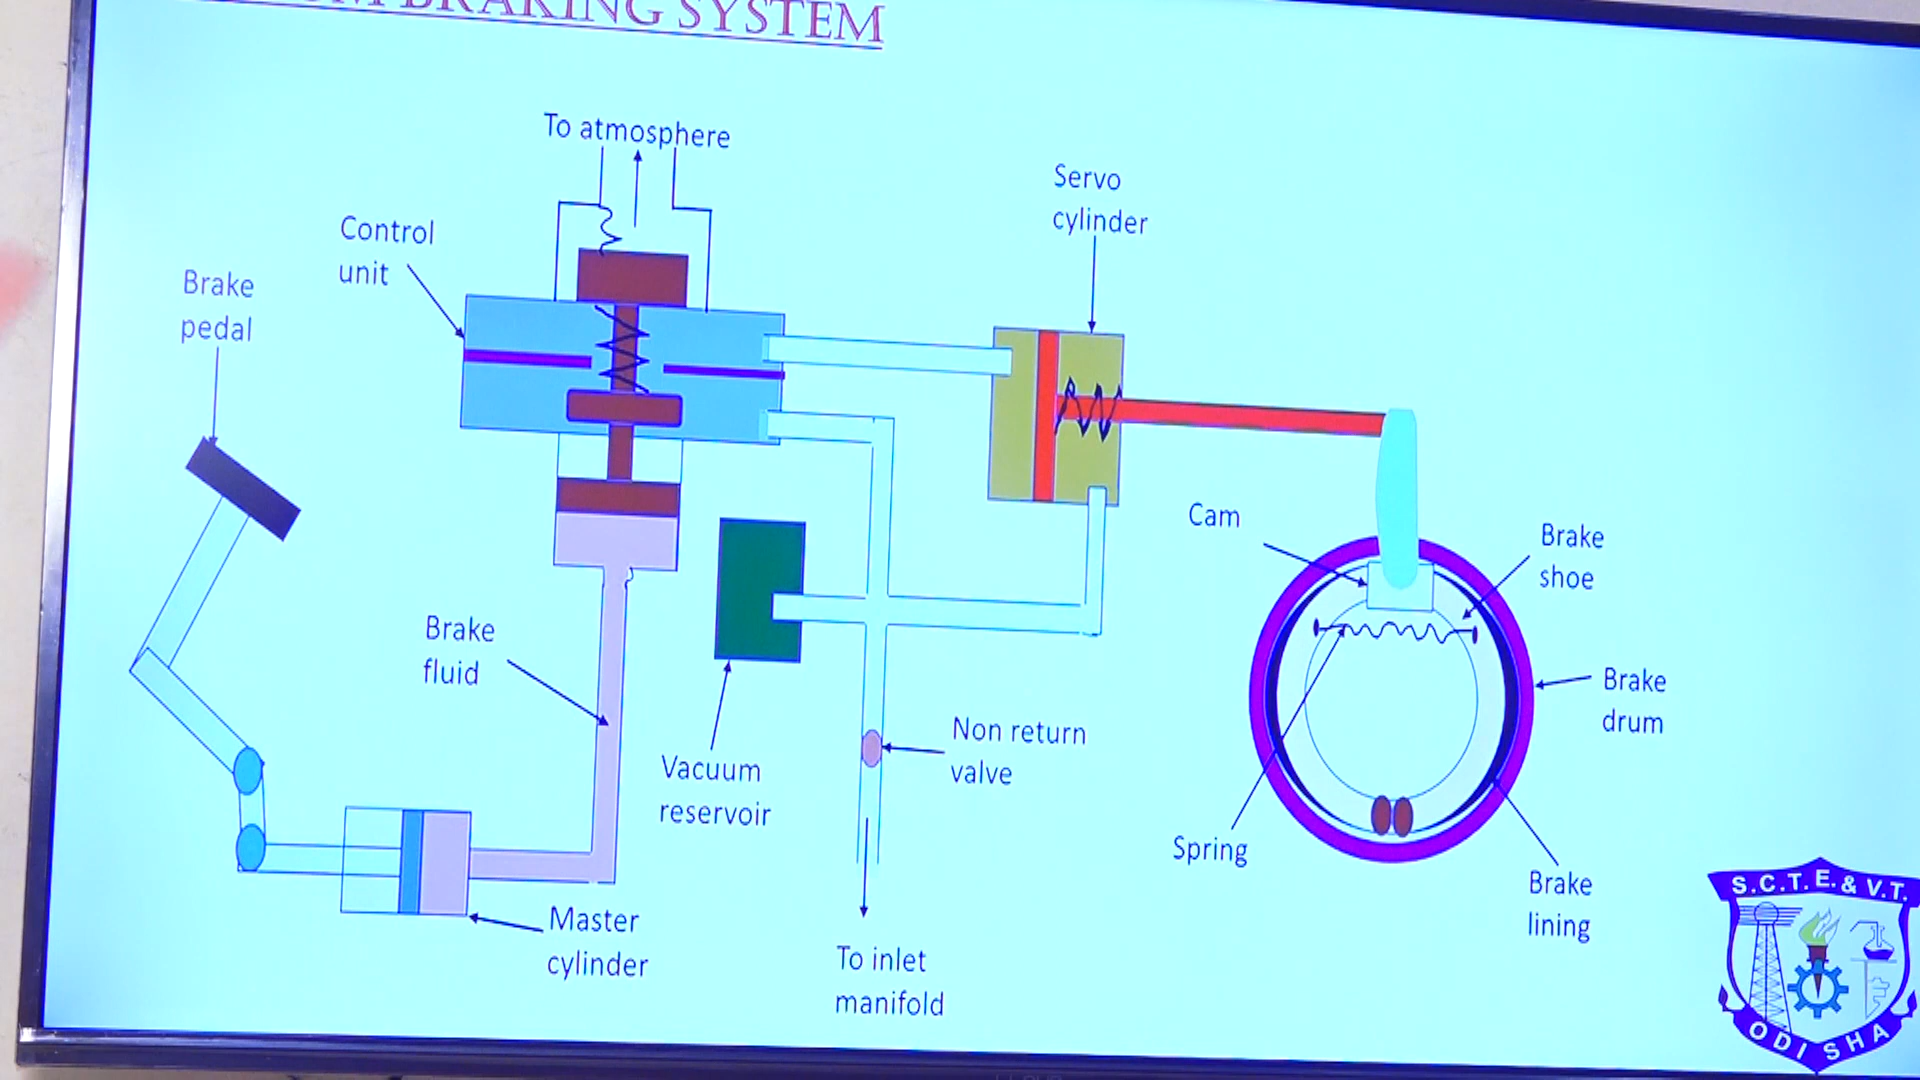 BRAKING SYSTEM
To atmosphere
Servo
cylinder
Control
unit
Brake
pedal
Cam
Brake
shoe
Brake
fluid
Brake
drum
Non return
valve
Vacuum
reservoir
Spring
Brake
lining
Master
cylinder
To inlet
manifold
S.C.T.E.& V.T.
ODISHA